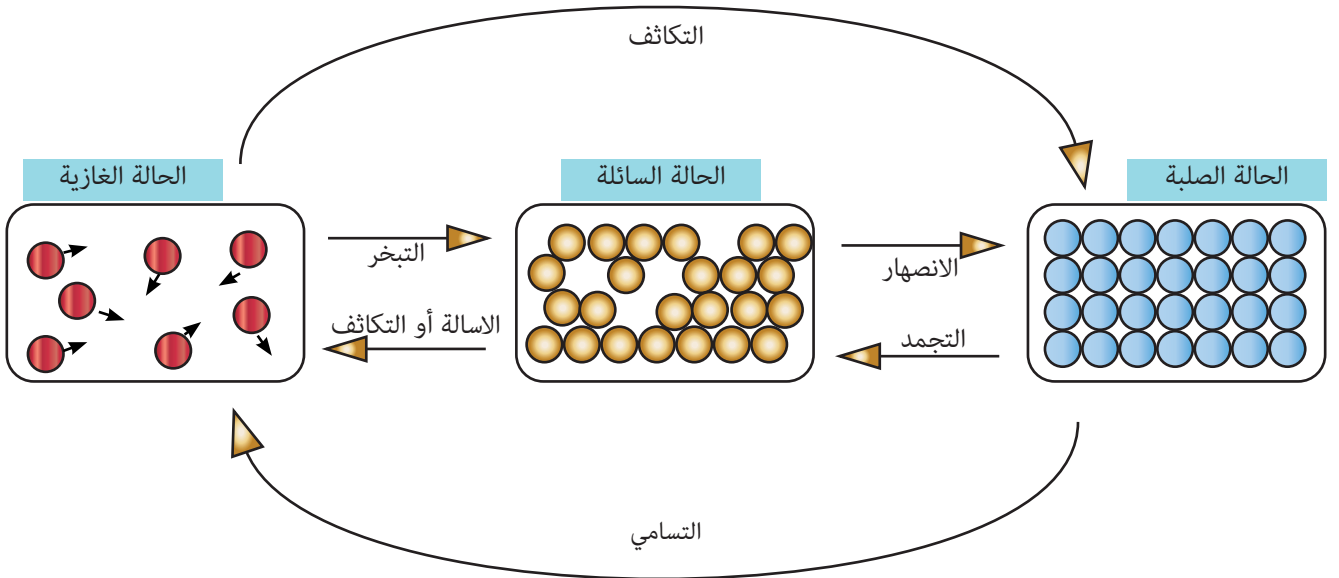 التكاثف
الحالة الصلبة
الحالة السائلة
الحالة الغازية
الانصهار
التبخر
التجمد
الاسالة أو التكاثف
التسامي